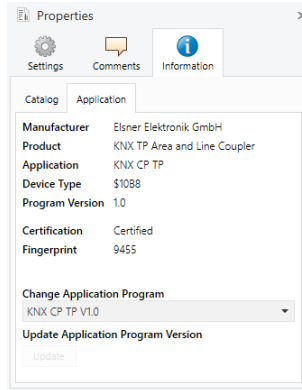 Properties
Settings Comments Information
Catalog Application
Manufacturer Elsner Elektronik GmbH
Product KNX TP Area and Line Coupler
Application KNX CP TP
Device Type $10B8
Program Version 1.0
Certification Certified
Fingerprint 9455
Change Application Program
KNX CP TP V1.0
Update Application Program Version
Update